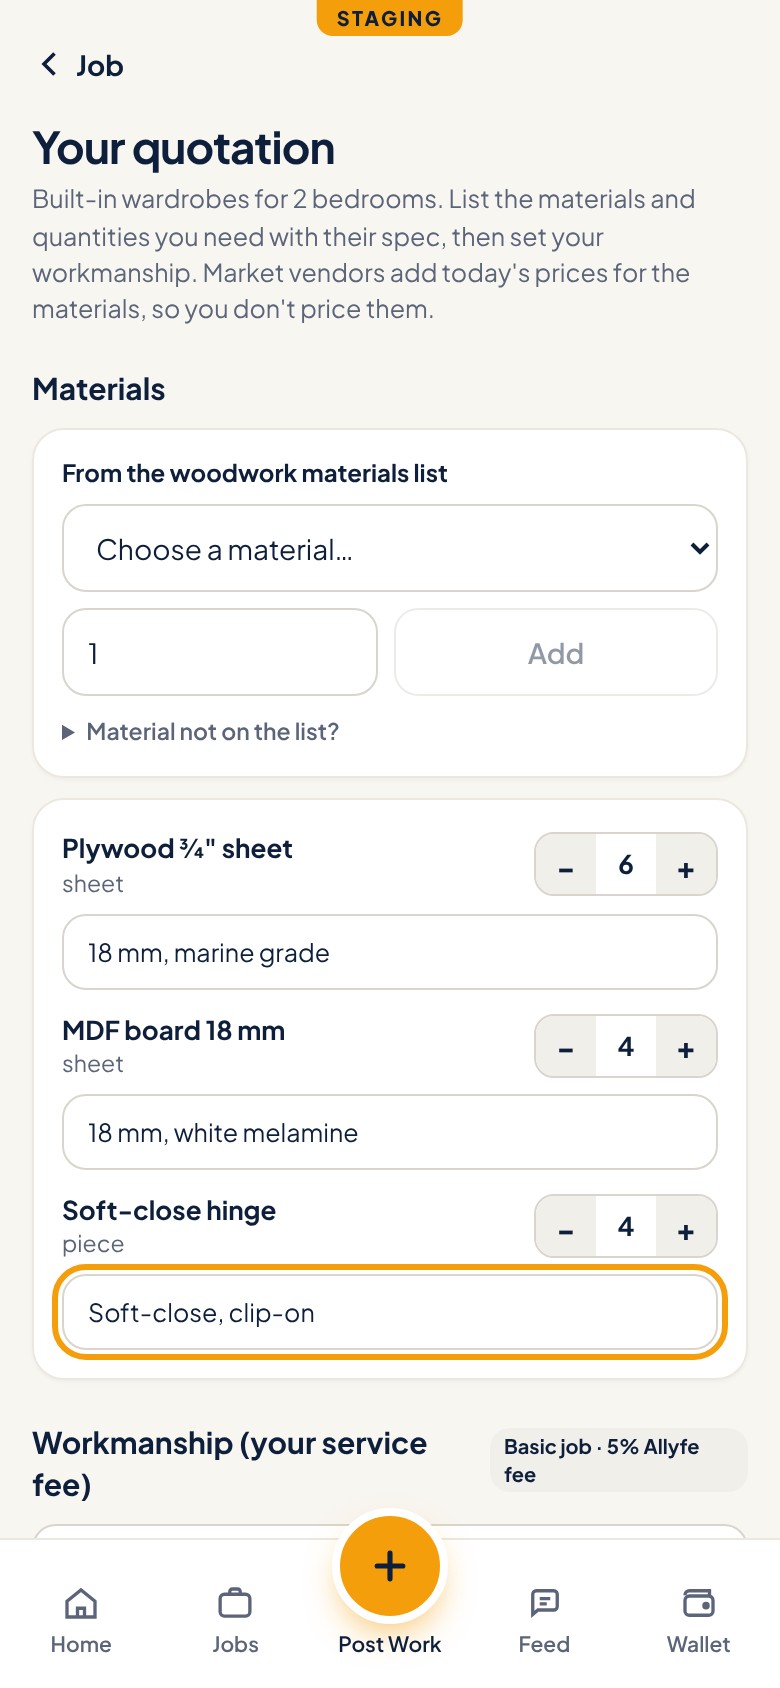 STAGING
Job
Your quotation
Built-in wardrobes for 2 bedrooms. List the materials and
quantities you need with their spec, then set your
workmanship. Market vendors add today's prices for the
materials, so you don't price them.
Materials
From the woodwork materials list
Choose a material...
1
Add
Material not on the list?
Plywood ¾" sheet
sheet
– 6 +
18 mm, marine grade
MDF board 18 mm
sheet
– 4 +
18 mm, white melamine
Soft-close hinge
piece
– 4 +
Soft-close, clip-on
Workmanship (your service
fee)
Basic job · 5% Allyfe
fee
Home
Jobs
Post Work
Feed
Wallet